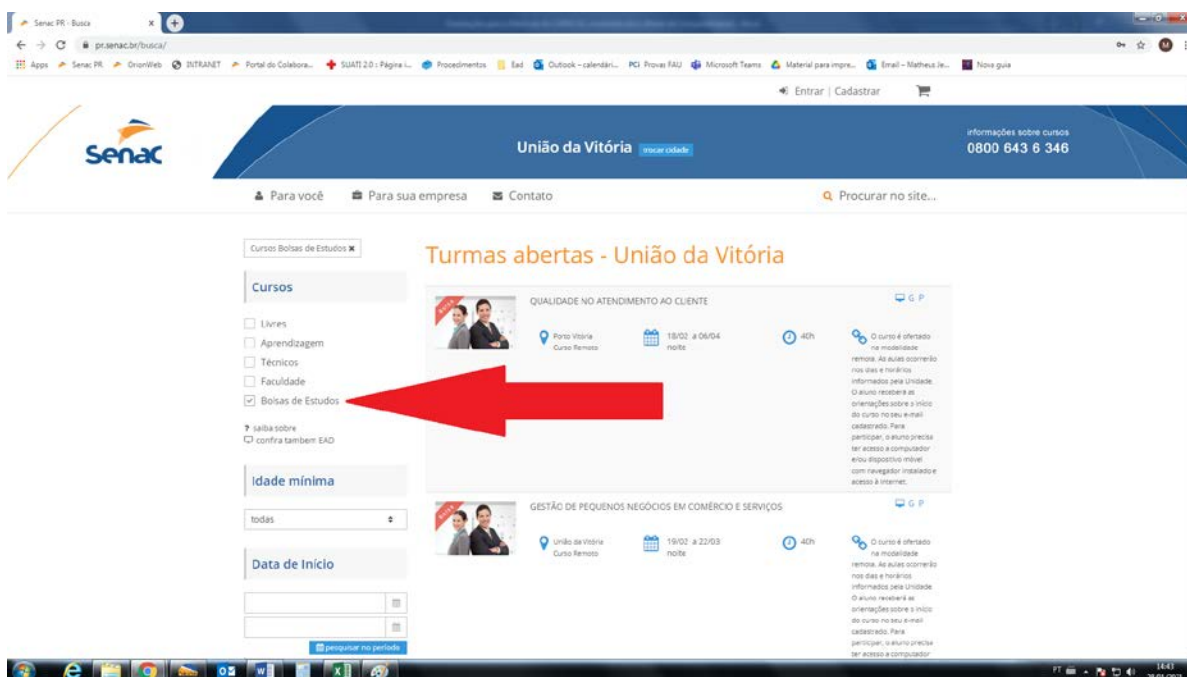 Senac PR - Busca
pr.senac.br/busca/
Apps Senac PR OrionWeb INTRANET Portal do Colabora... SUATI 2.0 : Página i... Procedimentos Ead Outlook – calendári... PCI Provas FAU Microsoft Teams Material para impre... Email – Matheus Je... Nova guia
Entrar | Cadastrar
Senac
União da Vitória trocar cidade
informações sobre cursos
0800 643 6 346
Para você Para sua empresa Contato Procurar no site...
Cursos Bolsas de Estudos
Turmas abertas - União da Vitória
Cursos
Livres
Aprendizagem
Técnicos
Faculdade
Bolsas de Estudos
? saiba sobre
confira tambem EAD
Idade mínima
todas
Data de Início
pesquisar no período
BOLSA
QUALIDADE NO ATENDIMENTO AO CLIENTE
G P
Porto Vitória
Curso Remoto
18/02 a 06/04
noite
40h
O curso é ofertado
na modalidade
remota. As aulas ocorrerão
nos dias e horários
informados pela Unidade.
O aluno receberá as
orientações sobre o início
do curso no seu e-mail
cadastrado. Para
participar, o aluno precisa
ter acesso a computador
e/ou dispositivo móvel
com navegador instalado e
acesso à internet.
BOLSA
GESTÃO DE PEQUENOS NEGÓCIOS EM COMÉRCIO E SERVIÇOS
G P
União da Vitória
Curso Remoto
19/02 a 22/03
noite
40h
O curso é ofertado
na modalidade
remota. As aulas ocorrerão
nos dias e horários
informados pela Unidade.
O aluno receberá as
orientações sobre o início
do curso no seu e-mail
cadastrado. Para
participar, o aluno precisa
ter acesso a computador
PT
14:43